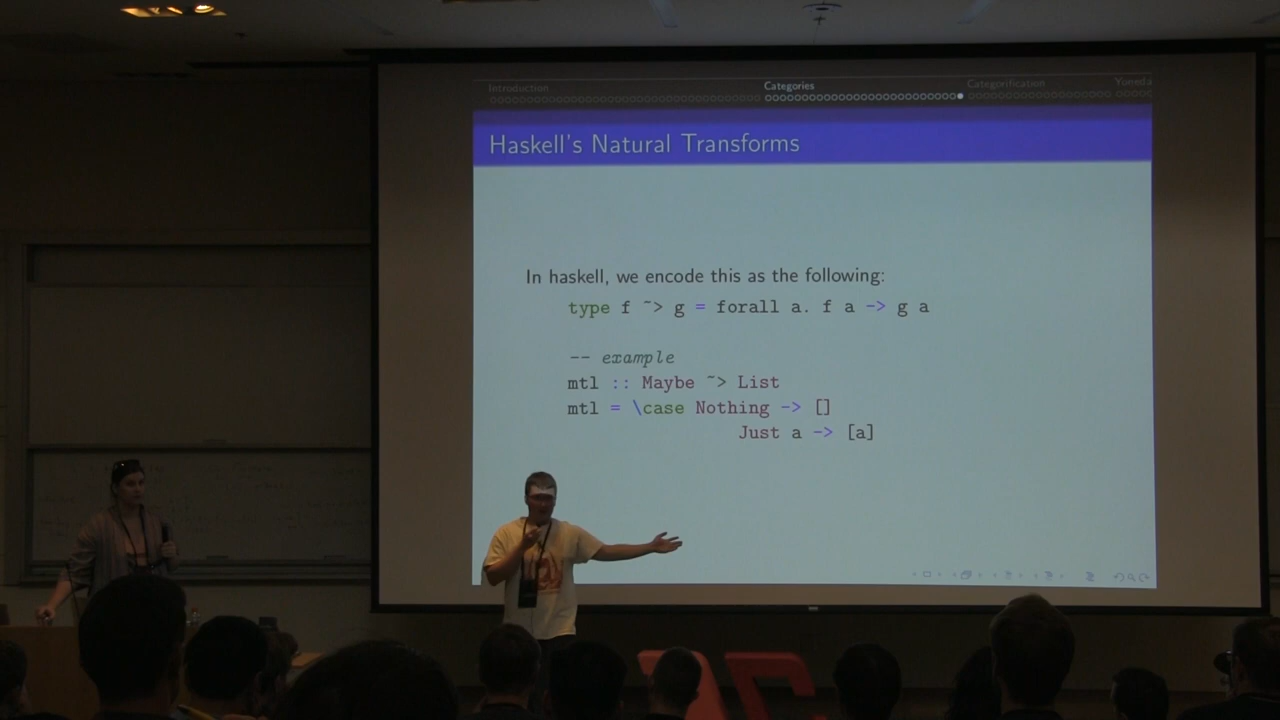 Introduction
Categories
Categorification
Yoneda
Haskell's Natural Transforms
In haskell, we encode this as the following:
type f ~> g = forall a. f a -> g a
-- example
mtl :: Maybe ~> List
mtl = \case Nothing -> []
Just a -> [a]